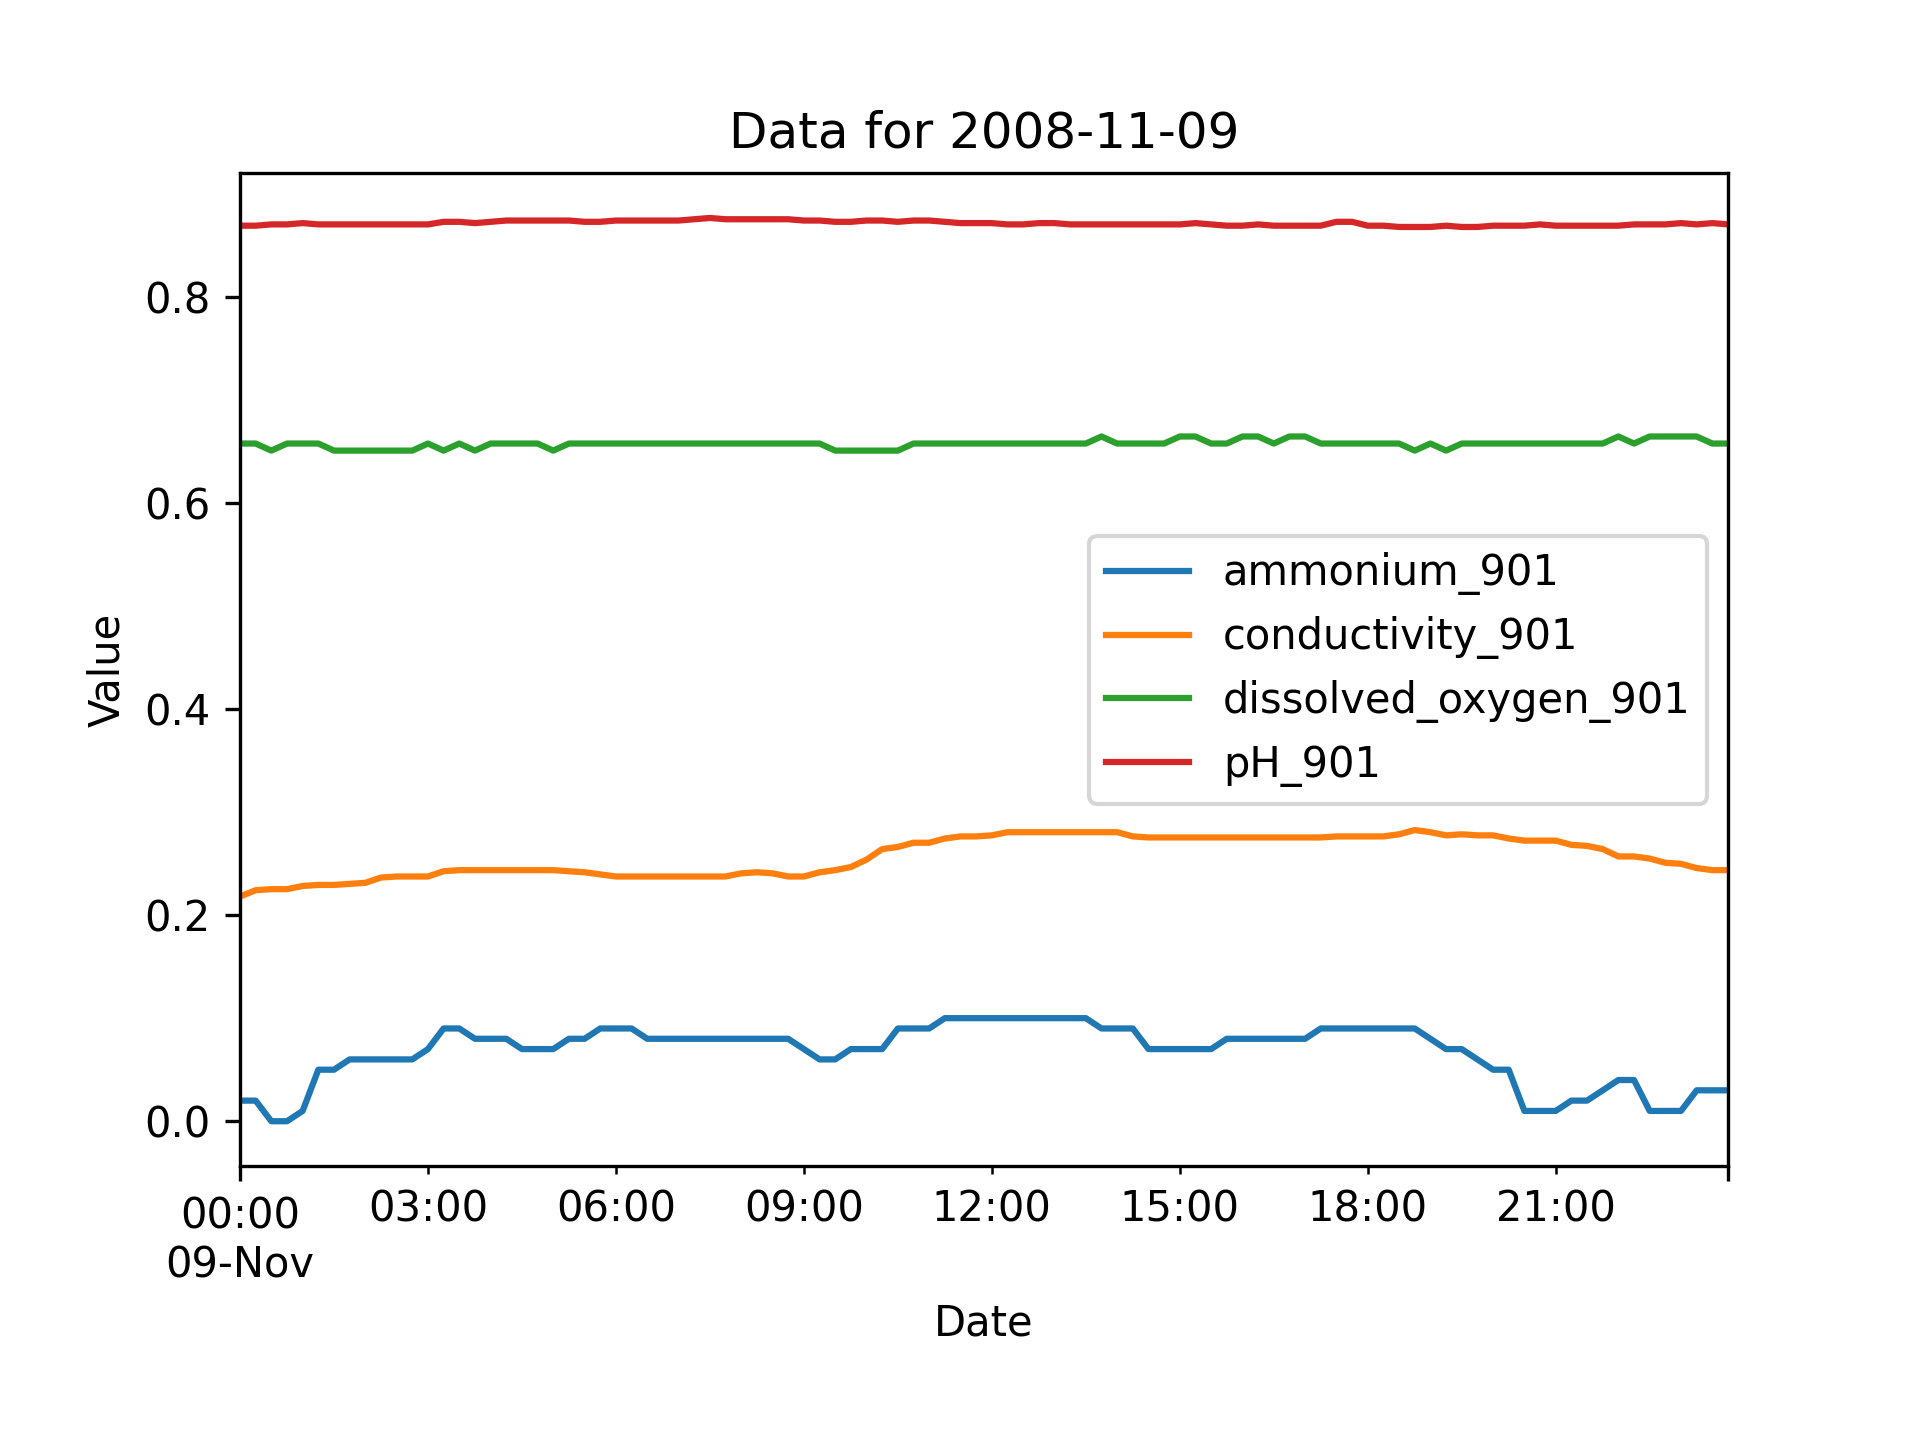 Data for 2008-11-09
Value
0.8
0.6
0.4
0.2
0.0
ammonium_901
conductivity_901
dissolved_oxygen_901
pH_901
00:00 03:00 06:00 09:00 12:00 15:00 18:00 21:00
09-Nov
Date